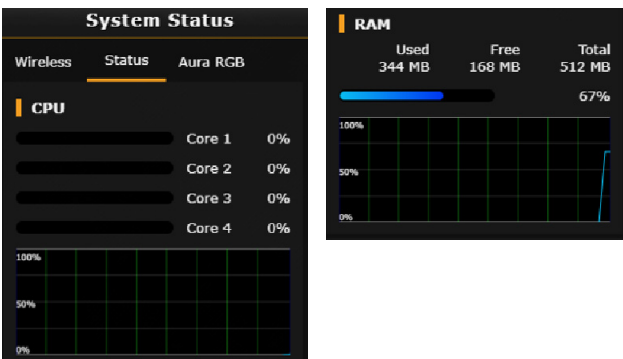 System Status
Wireless Status Aura RGB
CPU
Core 1 0%
Core 2 0%
Core 3 0%
Core 4 0%
100%
50%
0%
RAM
Used Free Total
344 MB 168 MB 512 MB
67%
100%
50%
0%